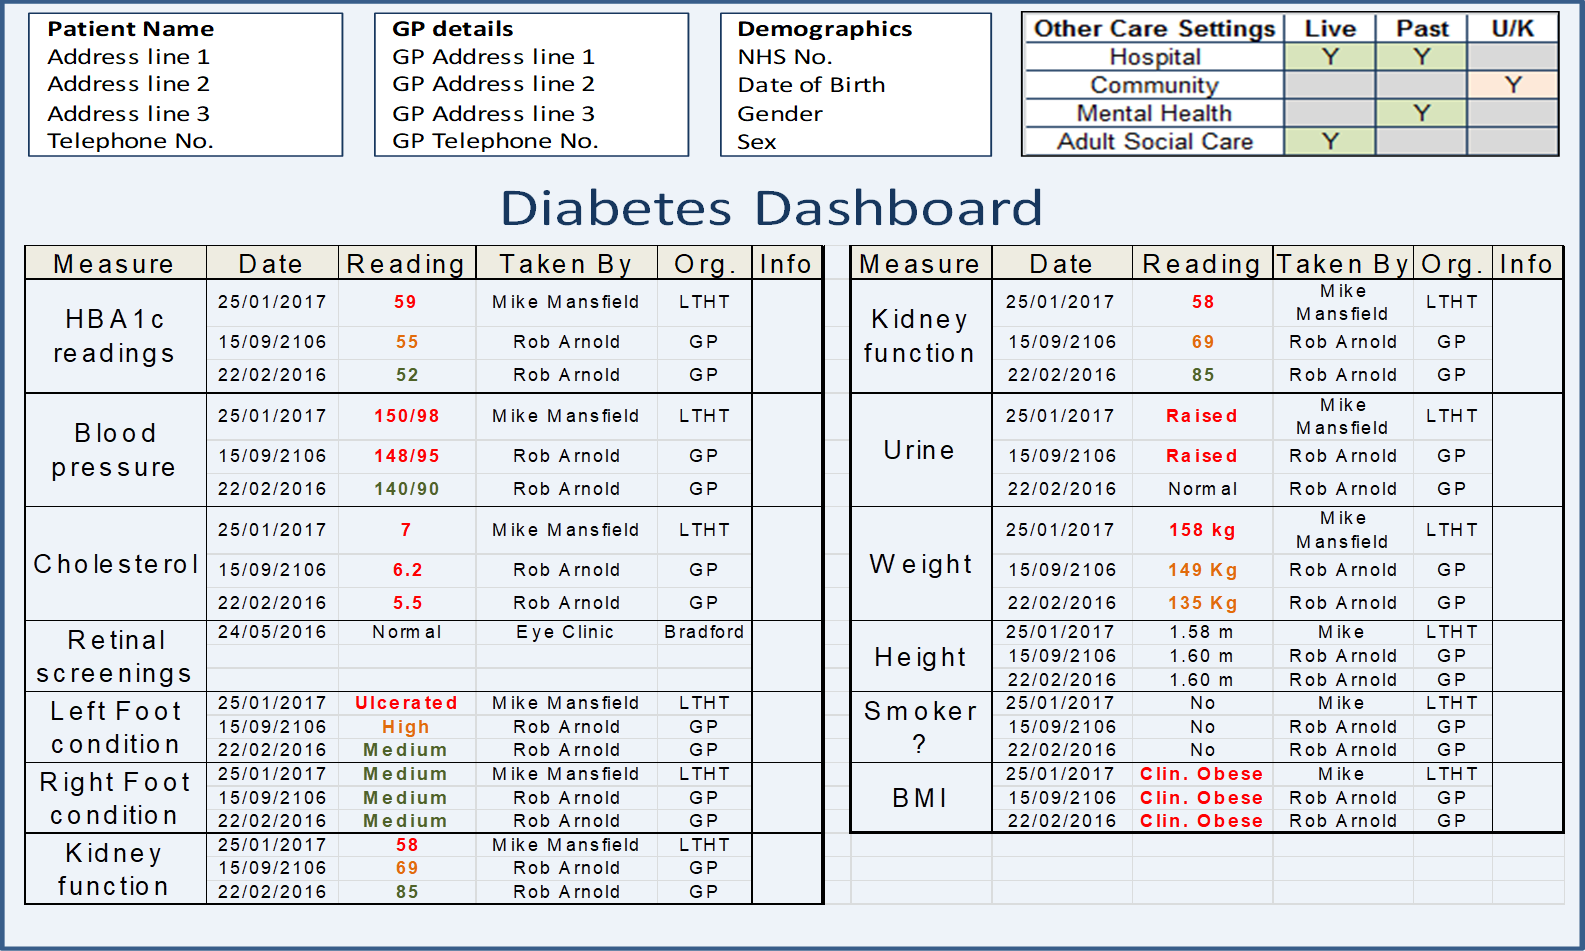 Patient Name
Address line 1
Address line 2
Address line 3
Telephone No.
GP details
GP Address line 1
GP Address line 2
GP Address line 3
GP Telephone No.
Demographics
NHS No.
Date of Birth
Gender
Sex
Other Care Settings Live Past U/K
Hospital Y Y
Community Y
Mental Health Y
Adult Social Care Y
Diabetes Dashboard
Measure Date Reading Taken By Org. Info
HBA1c readings
25/01/2017 59 Mike Mansfield LTHT
15/09/2106 55 Rob Arnold GP
22/02/2016 52 Rob Arnold GP
Blood pressure
25/01/2017 150/98 Mike Mansfield LTHT
15/09/2106 148/95 Rob Arnold GP
22/02/2016 140/90 Rob Arnold GP
Cholesterol
25/01/2017 7 Mike Mansfield LTHT
15/09/2106 6.2 Rob Arnold GP
22/02/2016 5.5 Rob Arnold GP
Retinal screenings
24/05/2016 Normal Eye Clinic Bradford
Left Foot condition
25/01/2017 Ulcerated Mike Mansfield LTHT
15/09/2106 High Rob Arnold GP
22/02/2016 Medium Rob Arnold GP
Right Foot condition
25/01/2017 Medium Mike Mansfield LTHT
15/09/2106 Medium Rob Arnold GP
22/02/2016 Medium Rob Arnold GP
Kidney function
25/01/2017 58 Mike Mansfield LTHT
15/09/2106 69 Rob Arnold GP
22/02/2016 85 Rob Arnold GP
Measure Date Reading Taken By Org. Info
Kidney function
25/01/2017 58 Mike Mansfield LTHT
15/09/2106 69 Rob Arnold GP
22/02/2016 85 Rob Arnold GP
Urine
25/01/2017 Raised Mike Mansfield LTHT
15/09/2106 Raised Rob Arnold GP
22/02/2016 Normal Rob Arnold GP
Weight
25/01/2017 158 kg Mike Mansfield LTHT
15/09/2106 149 Kg Rob Arnold GP
22/02/2016 135 Kg Rob Arnold GP
Height
25/01/2017 1.58 m Mike LTHT
15/09/2106 1.60 m Rob Arnold GP
22/02/2016 1.60 m Rob Arnold GP
Smoker ?
25/01/2017 No Mike LTHT
15/09/2106 No Rob Arnold GP
22/02/2016 No Rob Arnold GP
BMI
25/01/2017 Clin. Obese Mike LTHT
15/09/2106 Clin. Obese Rob Arnold GP
22/02/2016 Clin. Obese Rob Arnold GP